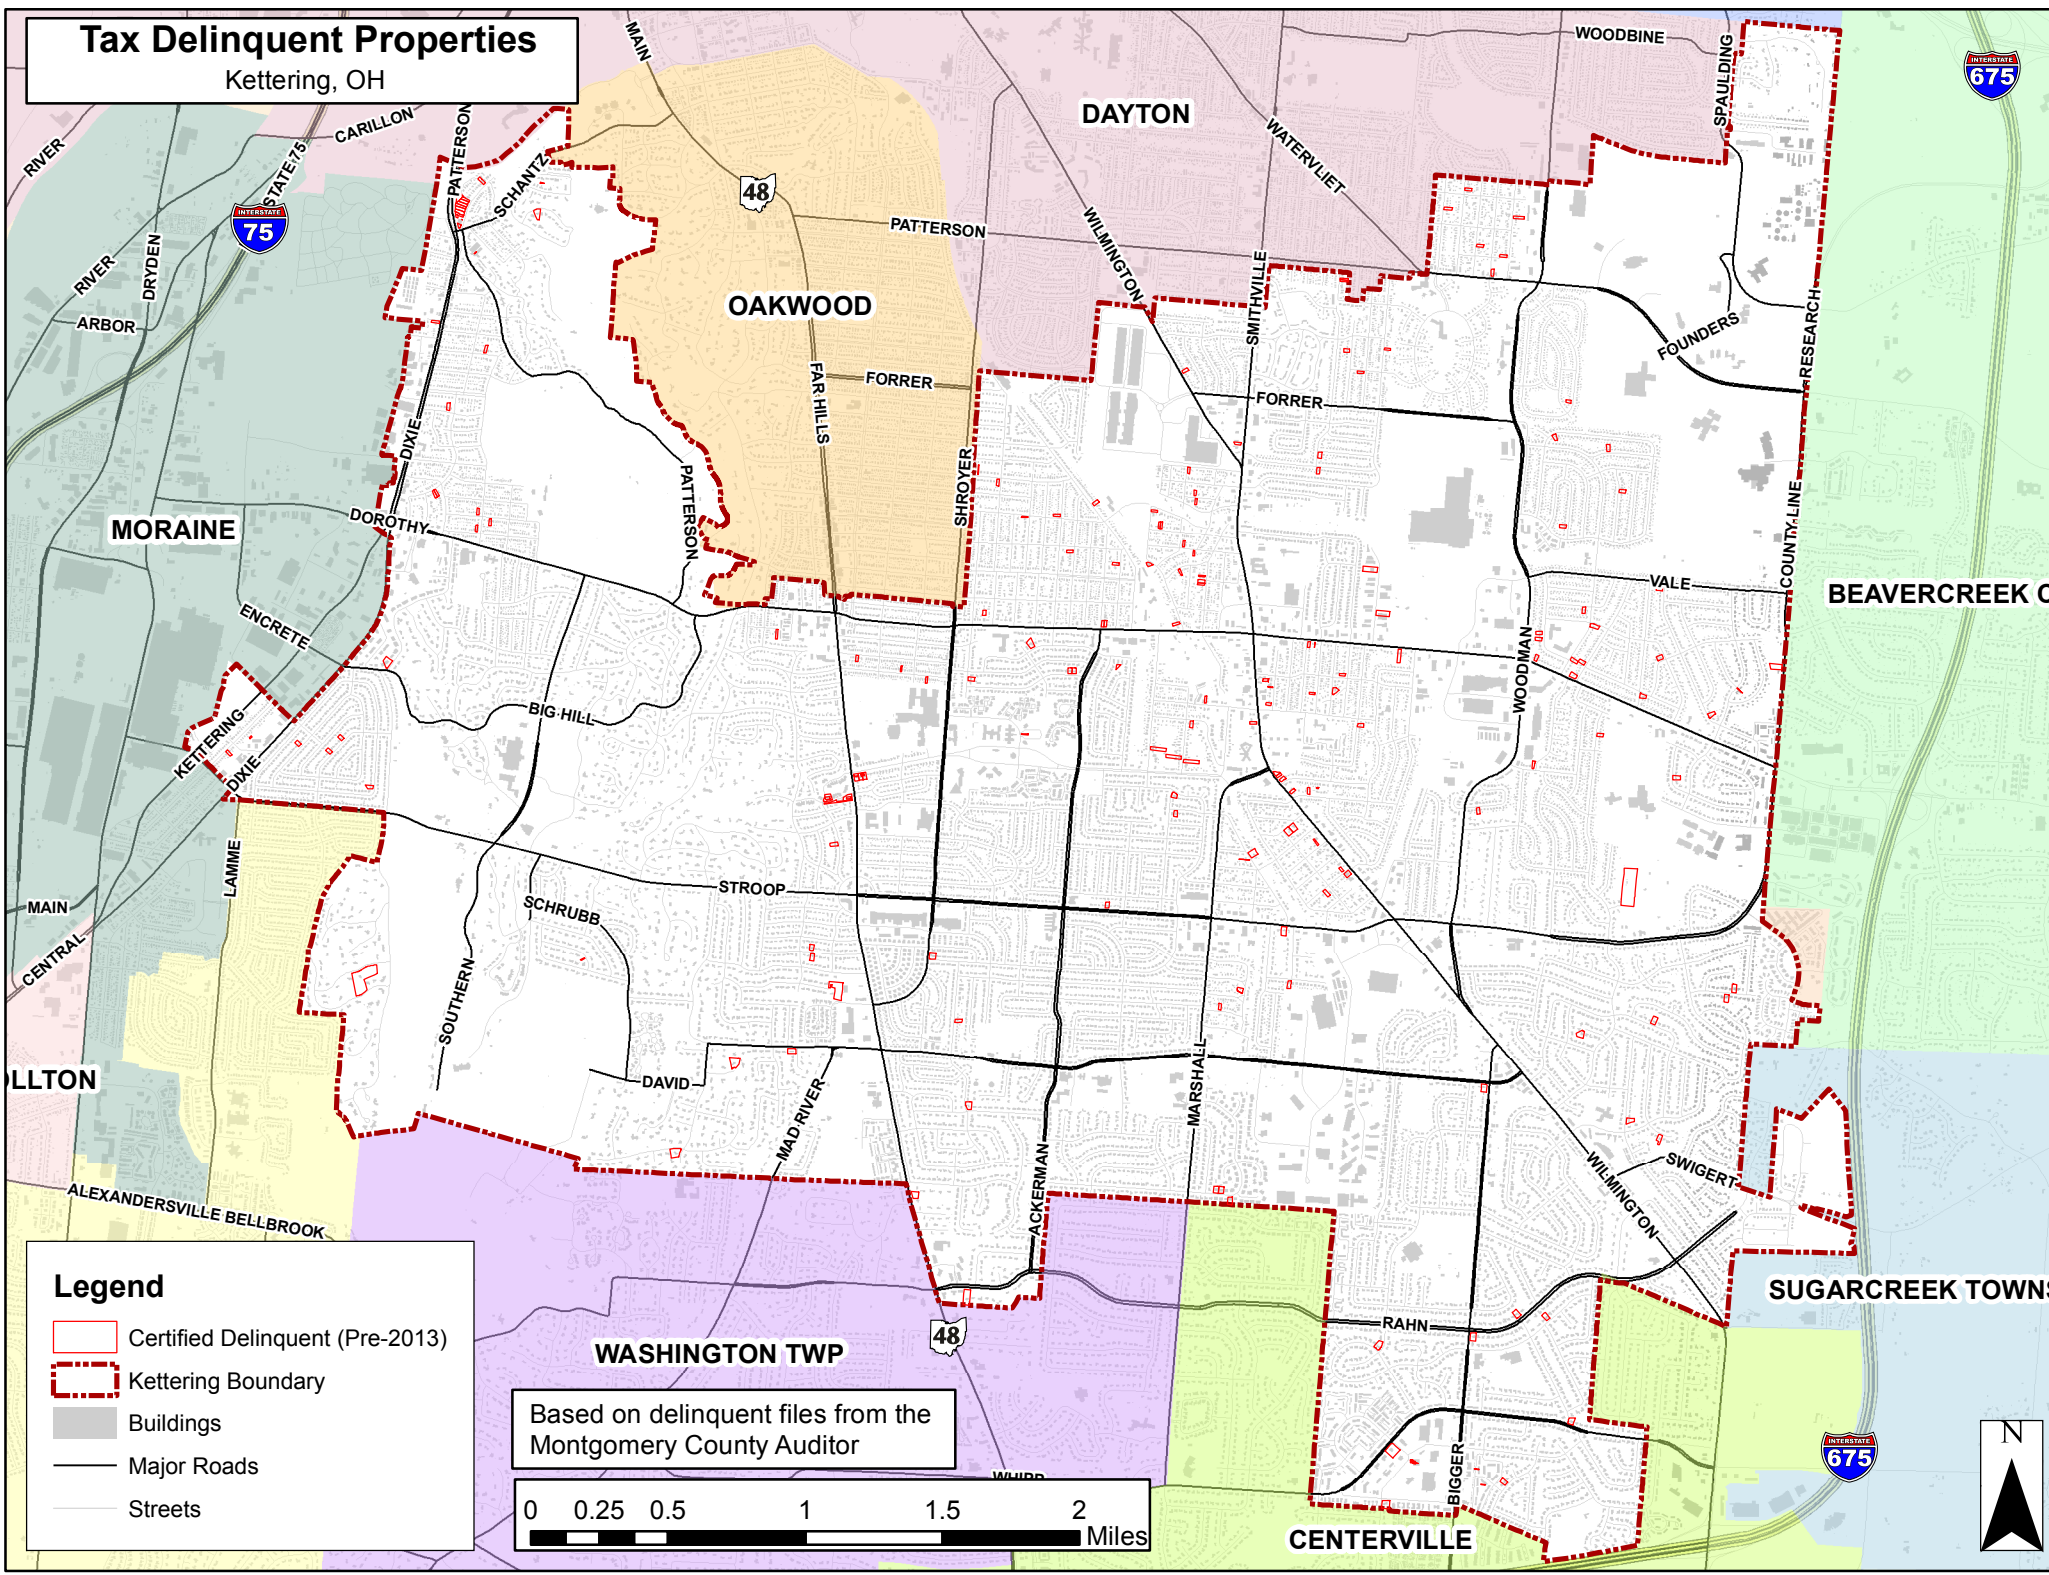 Tax Delinquent Properties
Kettering, OH
MAIN
WOODBINE
SPAULDING
INTERSTATE
675
CARILLON
PATTERSON
DAYTON
RIVER
STATE 75
SCHANTZ
WATERVLIET
48
INTERSTATE
75
PATTERSON
WILMINGTON
DRYDEN
RIVER
OAKWOOD
SMITHVILLE
ARBOR
FOUNDERS
RESEARCH
FAR HILLS
FORRER
FORRER
DIXIE
SHROYER
PATTERSON
COUNTY LINE
MORAINE
DOROTHY
VALE
BEAVERCREEK C
ENCRETE
WOODMAN
BIG HILL
KETTERING
DIXIE
LAMME
STROOP
MAIN
SCHRUBB
CENTRAL
SOUTHERN
OLLTON
DAVID
MAD RIVER
MARSHALL
ACKERMAN
WILMINGTON
SWIGERT
ALEXANDERSVILLE BELLBROOK
SUGARCREEK TOWNS
RAHN
48
WASHINGTON TWP
Legend
Certified Delinquent (Pre-2013)
Kettering Boundary
Buildings
Major Roads
Streets
Based on delinquent files from the
Montgomery County Auditor
WHIPP
0 0.25 0.5 1 1.5 2
Miles
BIGGER
CENTERVILLE
INTERSTATE
675
N